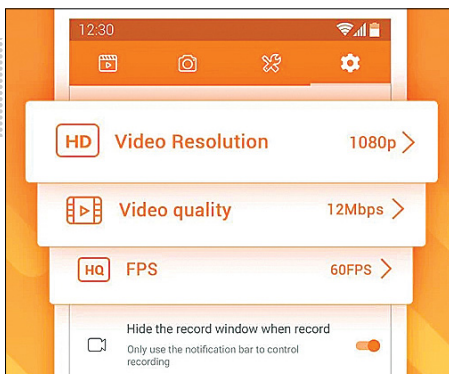 12:30
HD Video Resolution 1080p
Video quality 12Mbps
HQ FPS 60FPS
Hide the record window when record
Only use the notification bar to control
recording